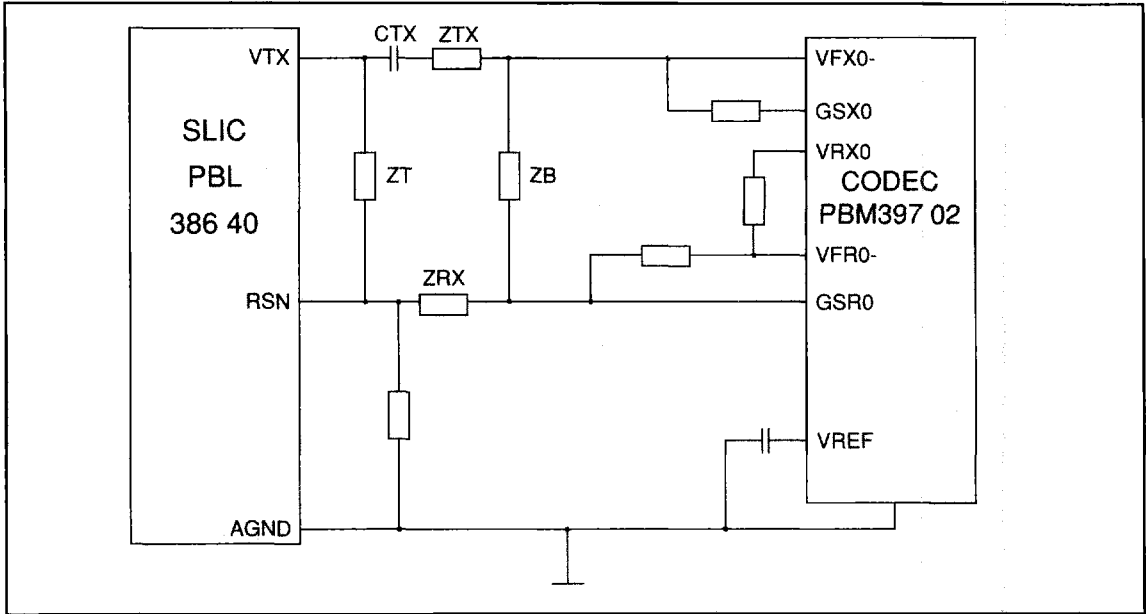 CTX ZTX
VTX
VFX0-
GSX0
SLIC
PBL
386 40
ZT
ZB
VRX0
CODEC
PBM397 02
VFR0-
ZRX
RSN
GSR0
VREF
AGND